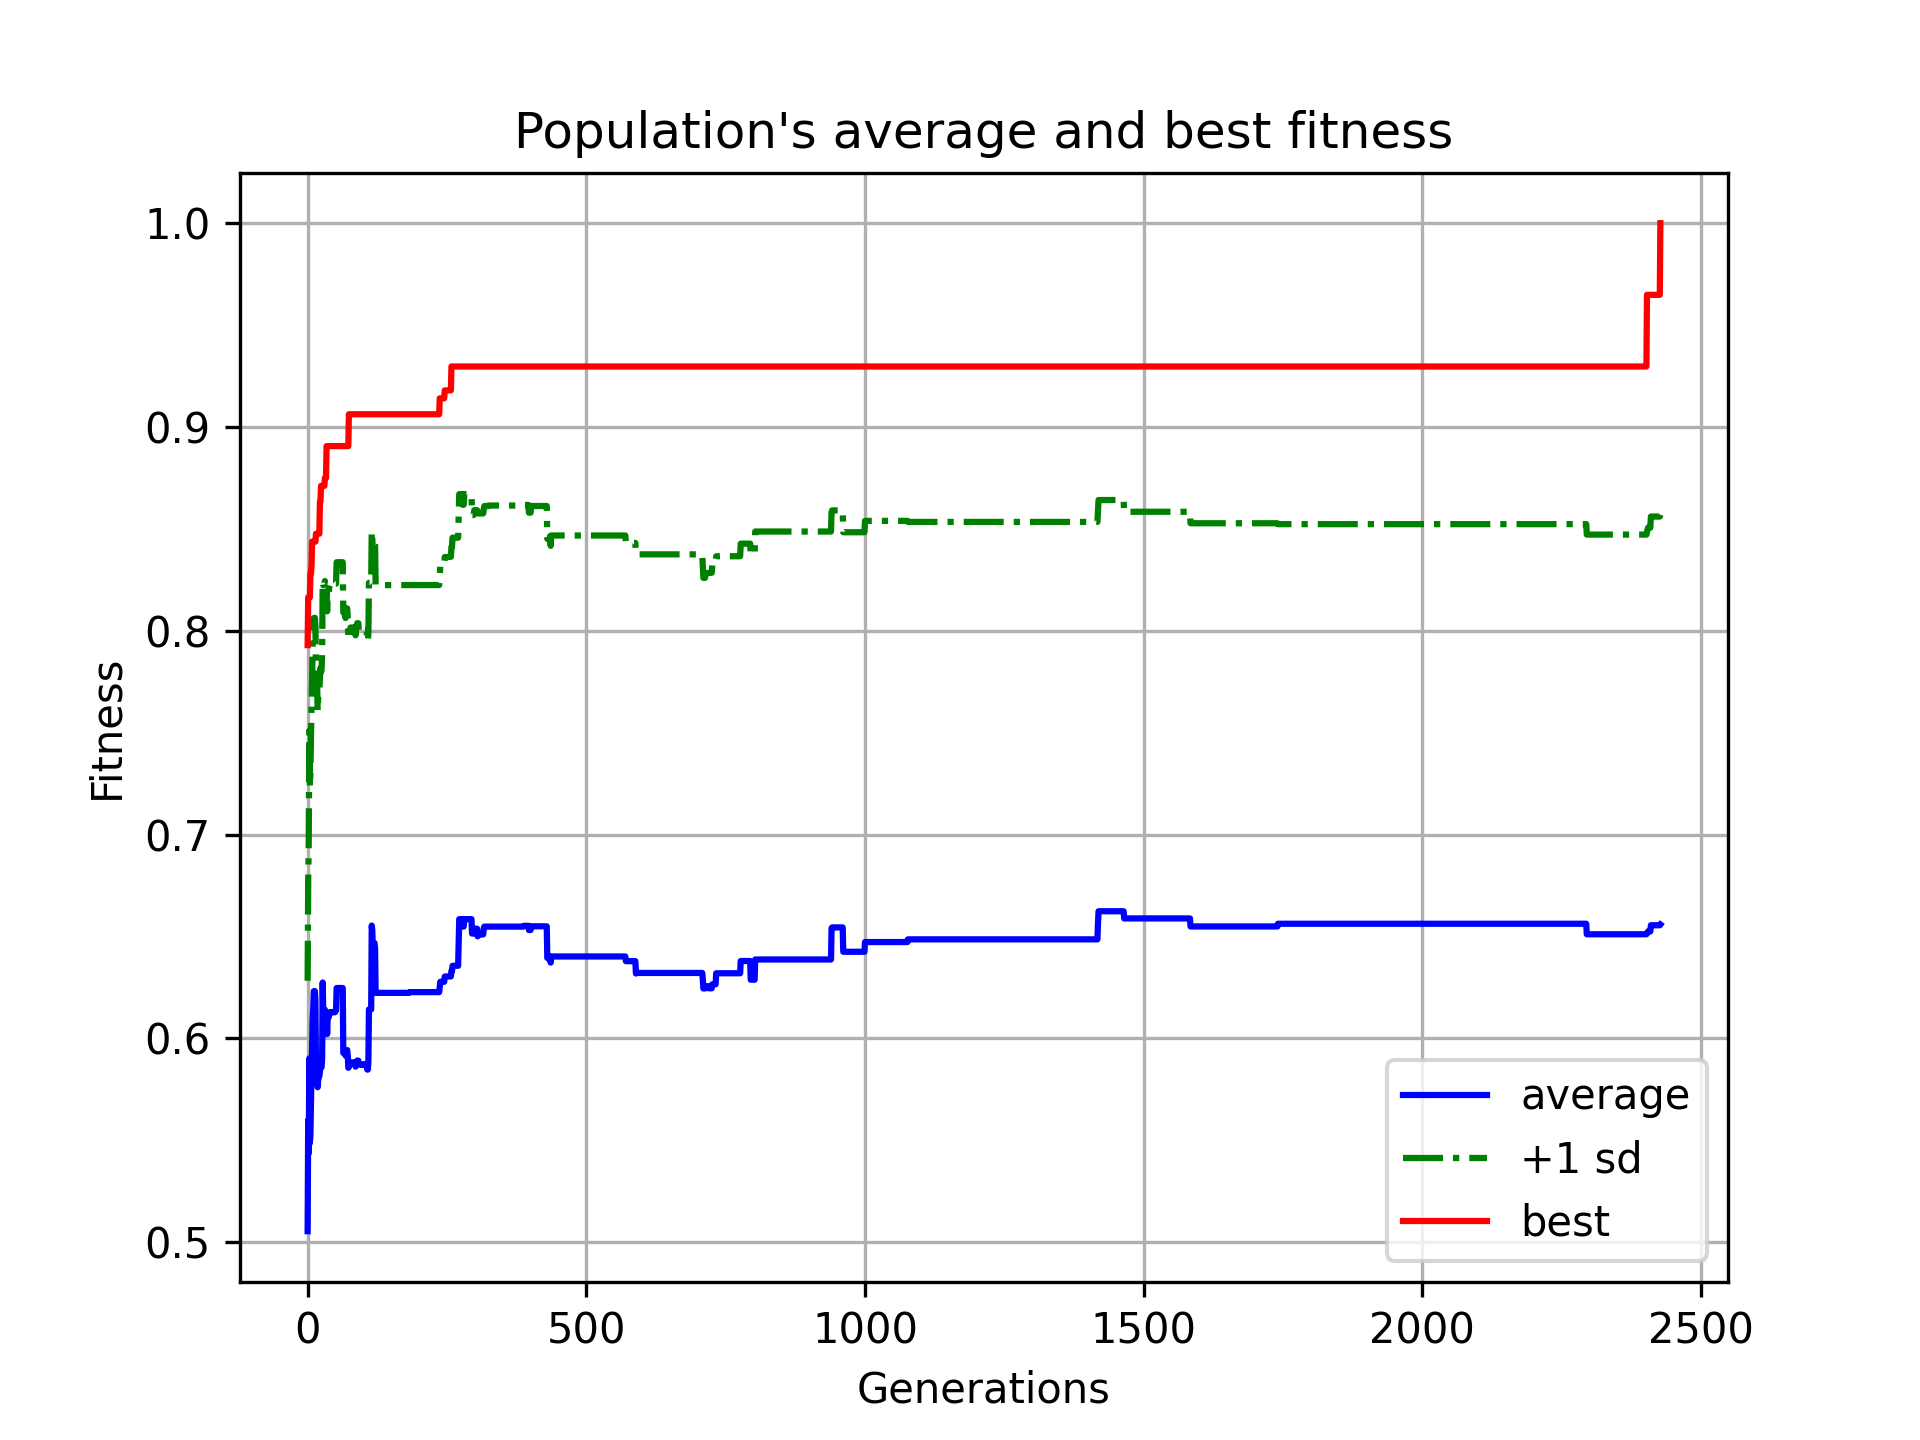 Population's average and best fitness
1.0
0.9
0.8
0.7
0.6
0.5
Fitness
0 500 1000 1500 2000 2500
Generations
average
+1 sd
best